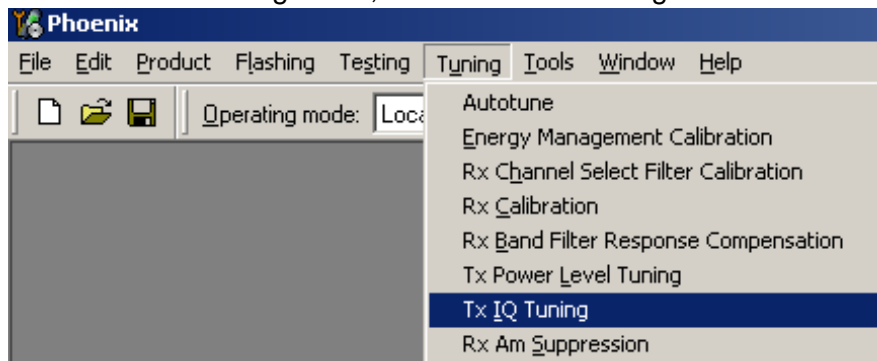 Phoenix
File Edit Product Flashing Testing Tuning Tools Window Help
Operating mode: Loca
Autotune
Energy Management Calibration
Rx Channel Select Filter Calibration
Rx Calibration
Rx Band Filter Response Compensation
Tx Power Level Tuning
Tx IQ Tuning
Rx Am Suppression